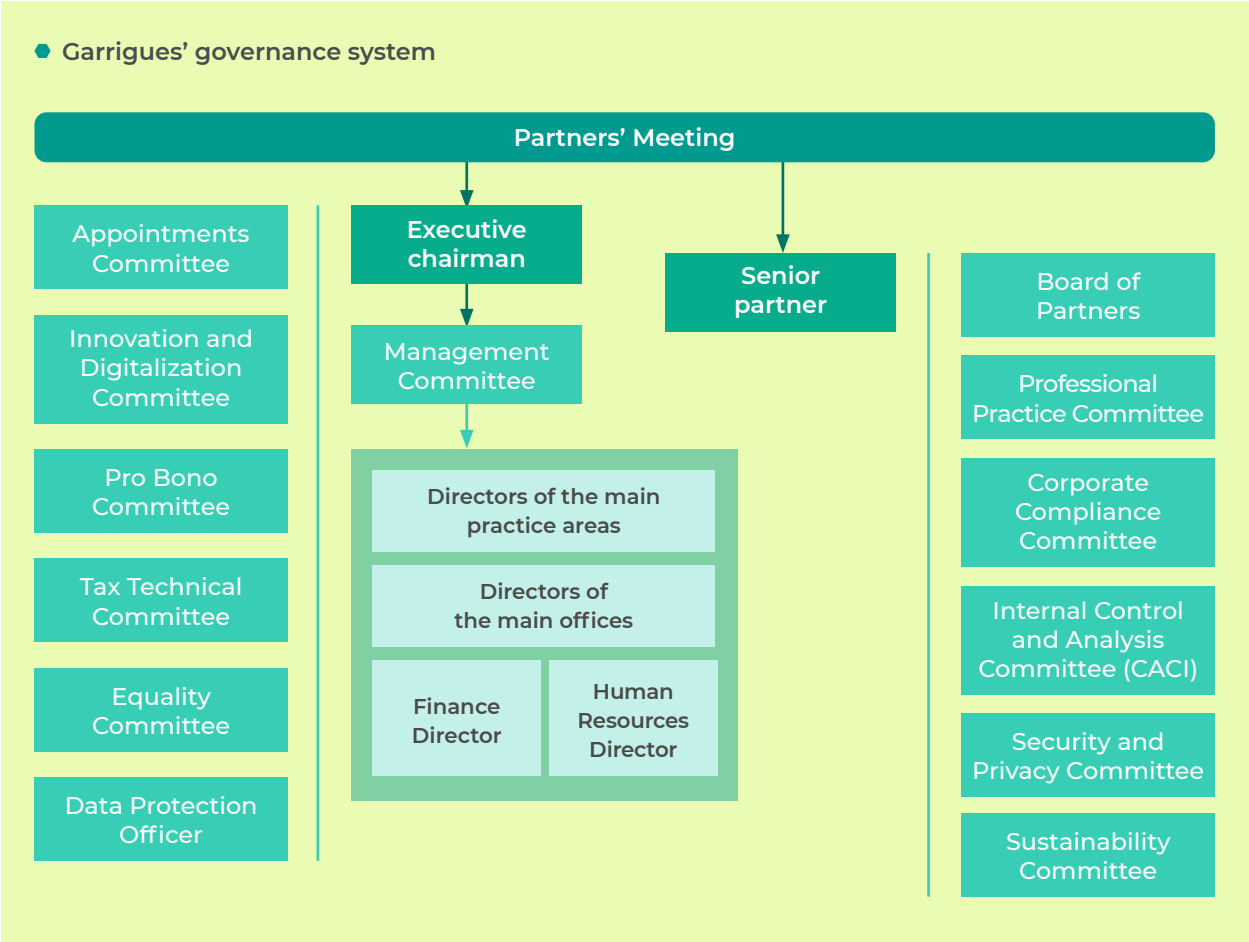 Garrigues’ governance system
Partners’ Meeting
Appointments
Committee
Innovation and
Digitalization
Committee
Pro Bono
Committee
Tax Technical
Committee
Equality
Committee
Data Protection
Officer
Executive
chairman
Management
Committee
Directors of the main
practice areas
Directors of
the main offices
Finance
Director
Human
Resources
Director
Senior
partner
Board of
Partners
Professional
Practice Committee
Corporate
Compliance
Committee
Internal Control
and Analysis
Committee (CACI)
Security and
Privacy Committee
Sustainability
Committee